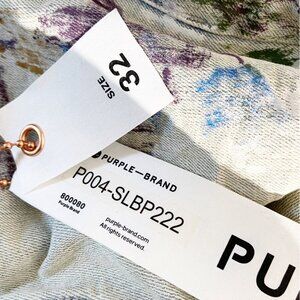 32
SIZE
PURPLE—BRAND
P004-SLBP222
800080
Purple Brand
purple-brand.com
All rights reserved.
PU